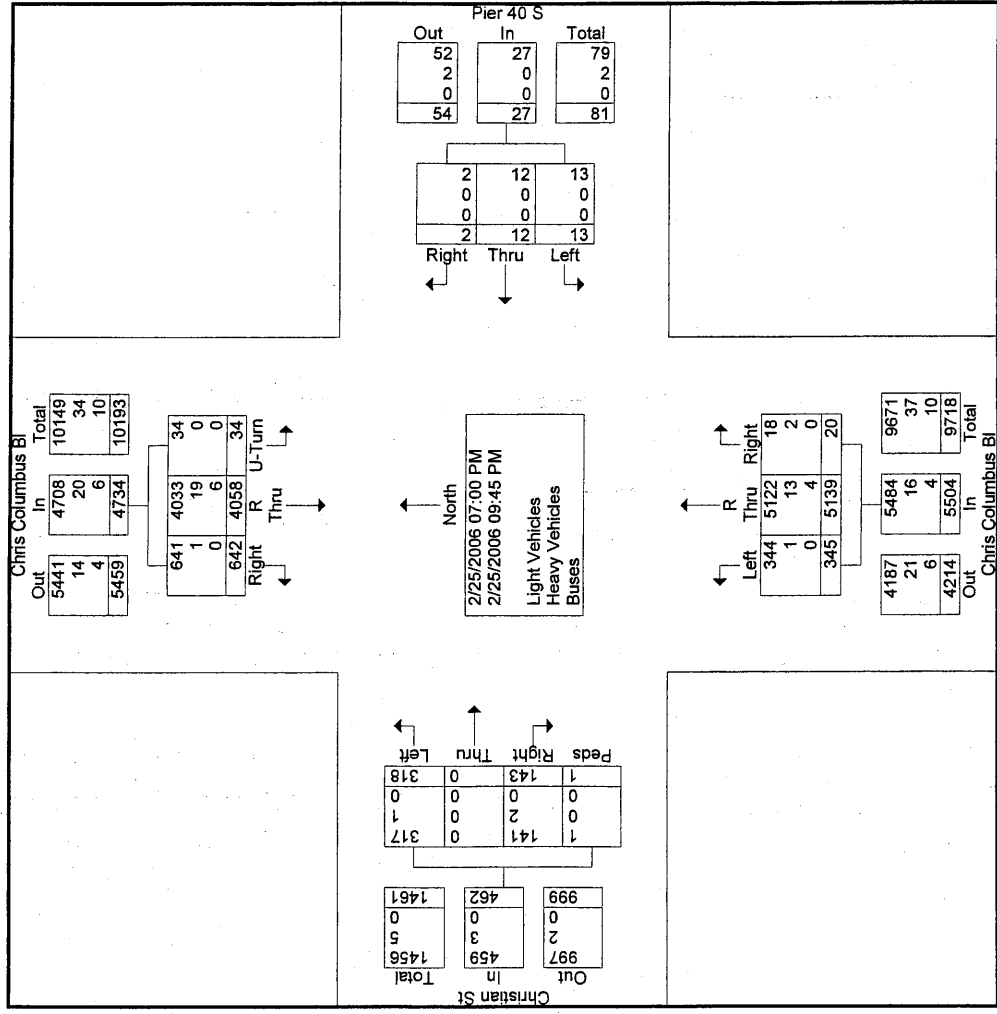 Pier 40 S
Out In Total
52 27 79
2 0 2
0 0 0
54 27 81
2 12 13
0 0 0
0 0 0
2 12 13
Right Thru Left
Chris Columbus Bl
Out In Total
5441 4708 10149
14 20 34
4 6 10
5459 4734 10193
641 4033 34
1 19 0
0 6 0
642 4058 34
Right R Thru U-Turn
North
2/25/2006 07:00 PM
2/25/2006 09:45 PM
Light Vehicles
Heavy Vehicles
Buses
Left R Thru Right
344 5122 18
1 13 2
0 4 0
345 5139 20
4187 5484 9671
21 16 37
6 4 10
4214 5504 9718
Out In Total
Chris Columbus Bl
Christian St
Out In Total
997 459 1456
2 3 5
0 0 0
999 462 1461
1 141 0 317
0 2 0 1
0 0 0 0
1 143 0 318
Peds Right Thru Left